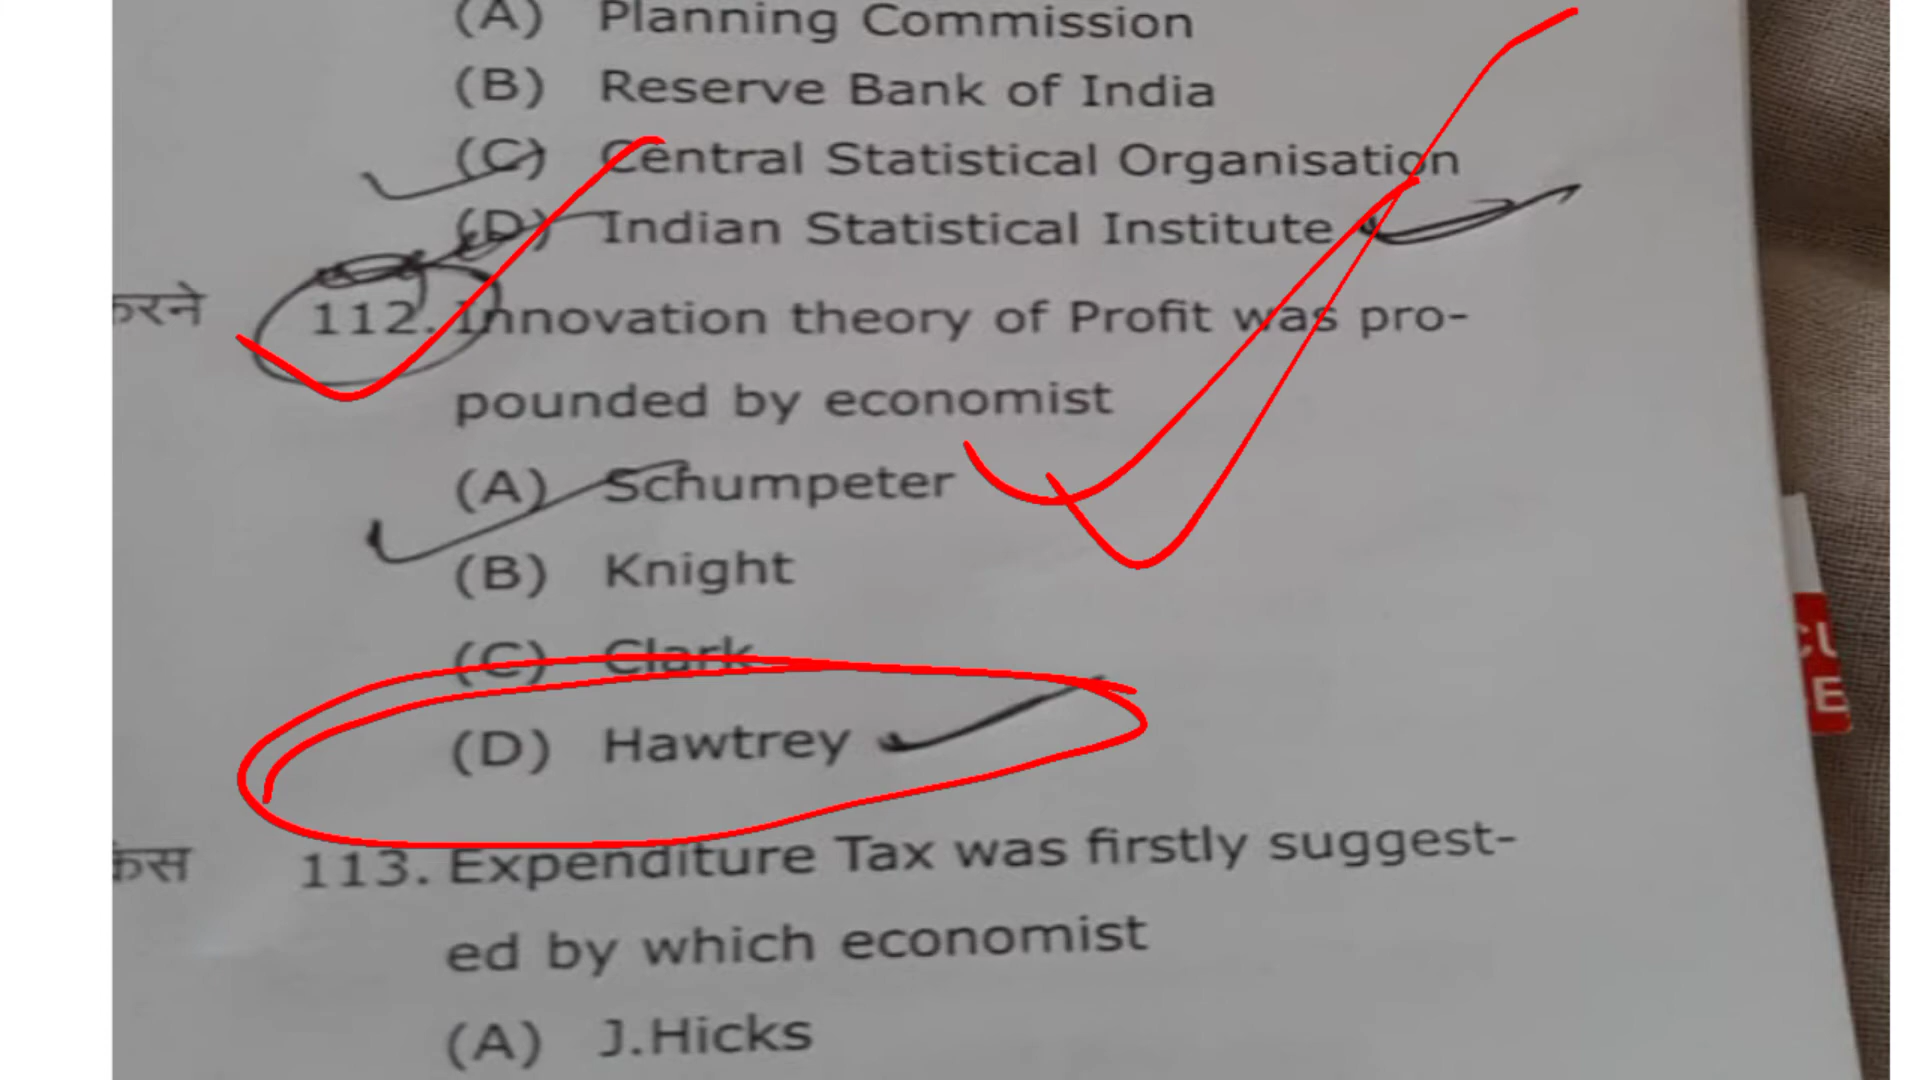 (A) Planning Commission
(B) Reserve Bank of India
(C) Central Statistical Organisation
(D) Indian Statistical Institute
करने
112. Innovation theory of Profit was pro-
pounded by economist
(A) Schumpeter
(B) Knight
(C) Clark
(D) Hawtrey
113. Expenditure Tax was firstly suggest-
ed by which economist
(A) J.Hicks